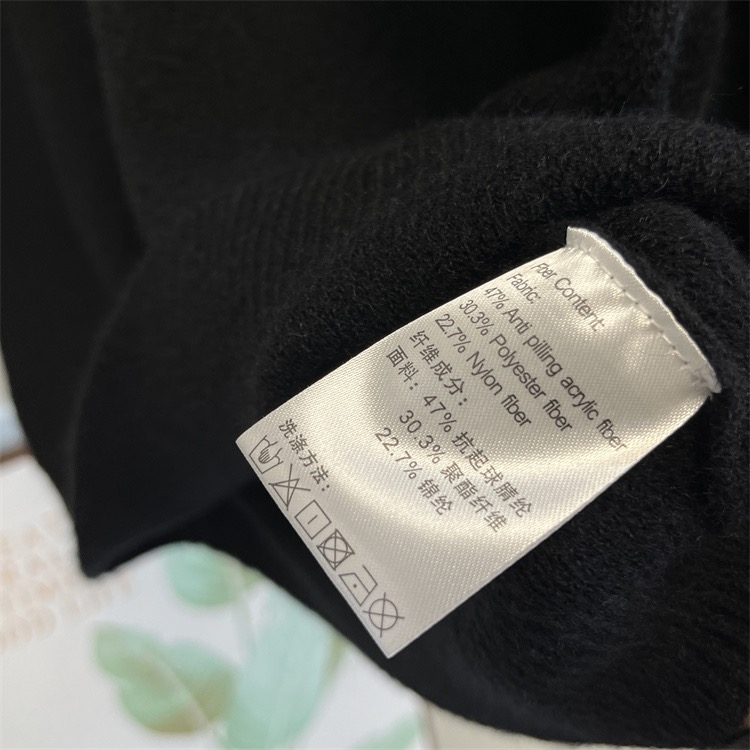 Fiber Content:
Fabric:
47% Anti pilling acrylic fiber
30.3% Polyester fiber
22.7% Nylon fiber
纤维成分：
面料：47% 抗起球腈纶
30.3% 聚酯纤维
22.7% 锦纶
洗涤方法：